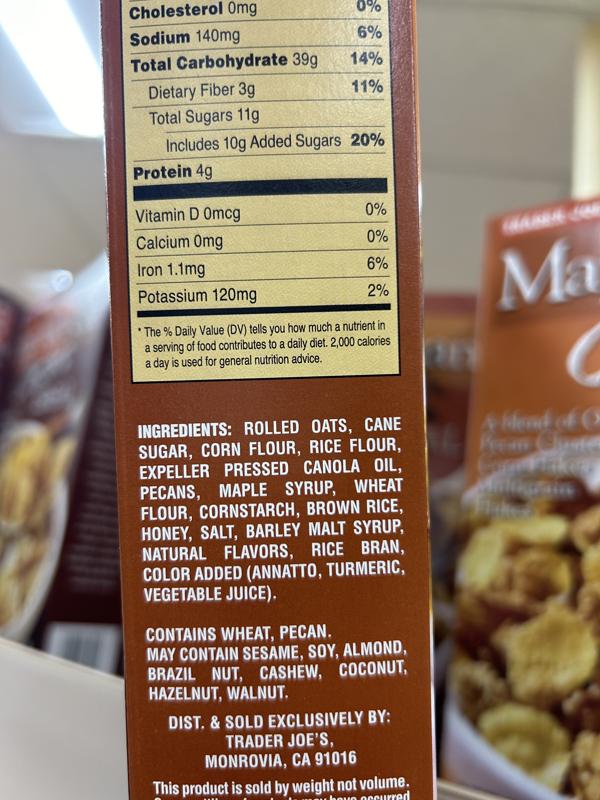 Cholesterol 0mg 0%
Sodium 140mg 6%
Total Carbohydrate 39g 14%
Dietary Fiber 3g 11%
Total Sugars 11g
Includes 10g Added Sugars 20%
Protein 4g
Vitamin D 0mcg 0%
Calcium 0mg 0%
Iron 1.1mg 6%
Potassium 120mg 2%
* The % Daily Value (DV) tells you how much a nutrient in
a serving of food contributes to a daily diet. 2,000 calories
a day is used for general nutrition advice.
INGREDIENTS: ROLLED OATS, CANE
SUGAR, CORN FLOUR, RICE FLOUR,
EXPELLER PRESSED CANOLA OIL,
PECANS, MAPLE SYRUP, WHEAT
FLOUR, CORNSTARCH, BROWN RICE,
HONEY, SALT, BARLEY MALT SYRUP,
NATURAL FLAVORS, RICE BRAN,
COLOR ADDED (ANNATTO, TURMERIC,
VEGETABLE JUICE).
CONTAINS WHEAT, PECAN.
MAY CONTAIN SESAME, SOY, ALMOND,
BRAZIL NUT, CASHEW, COCONUT,
HAZELNUT, WALNUT.
DIST. & SOLD EXCLUSIVELY BY:
TRADER JOE'S,
MONROVIA, CA 91016
This product is sold by weight not volume.
Ma